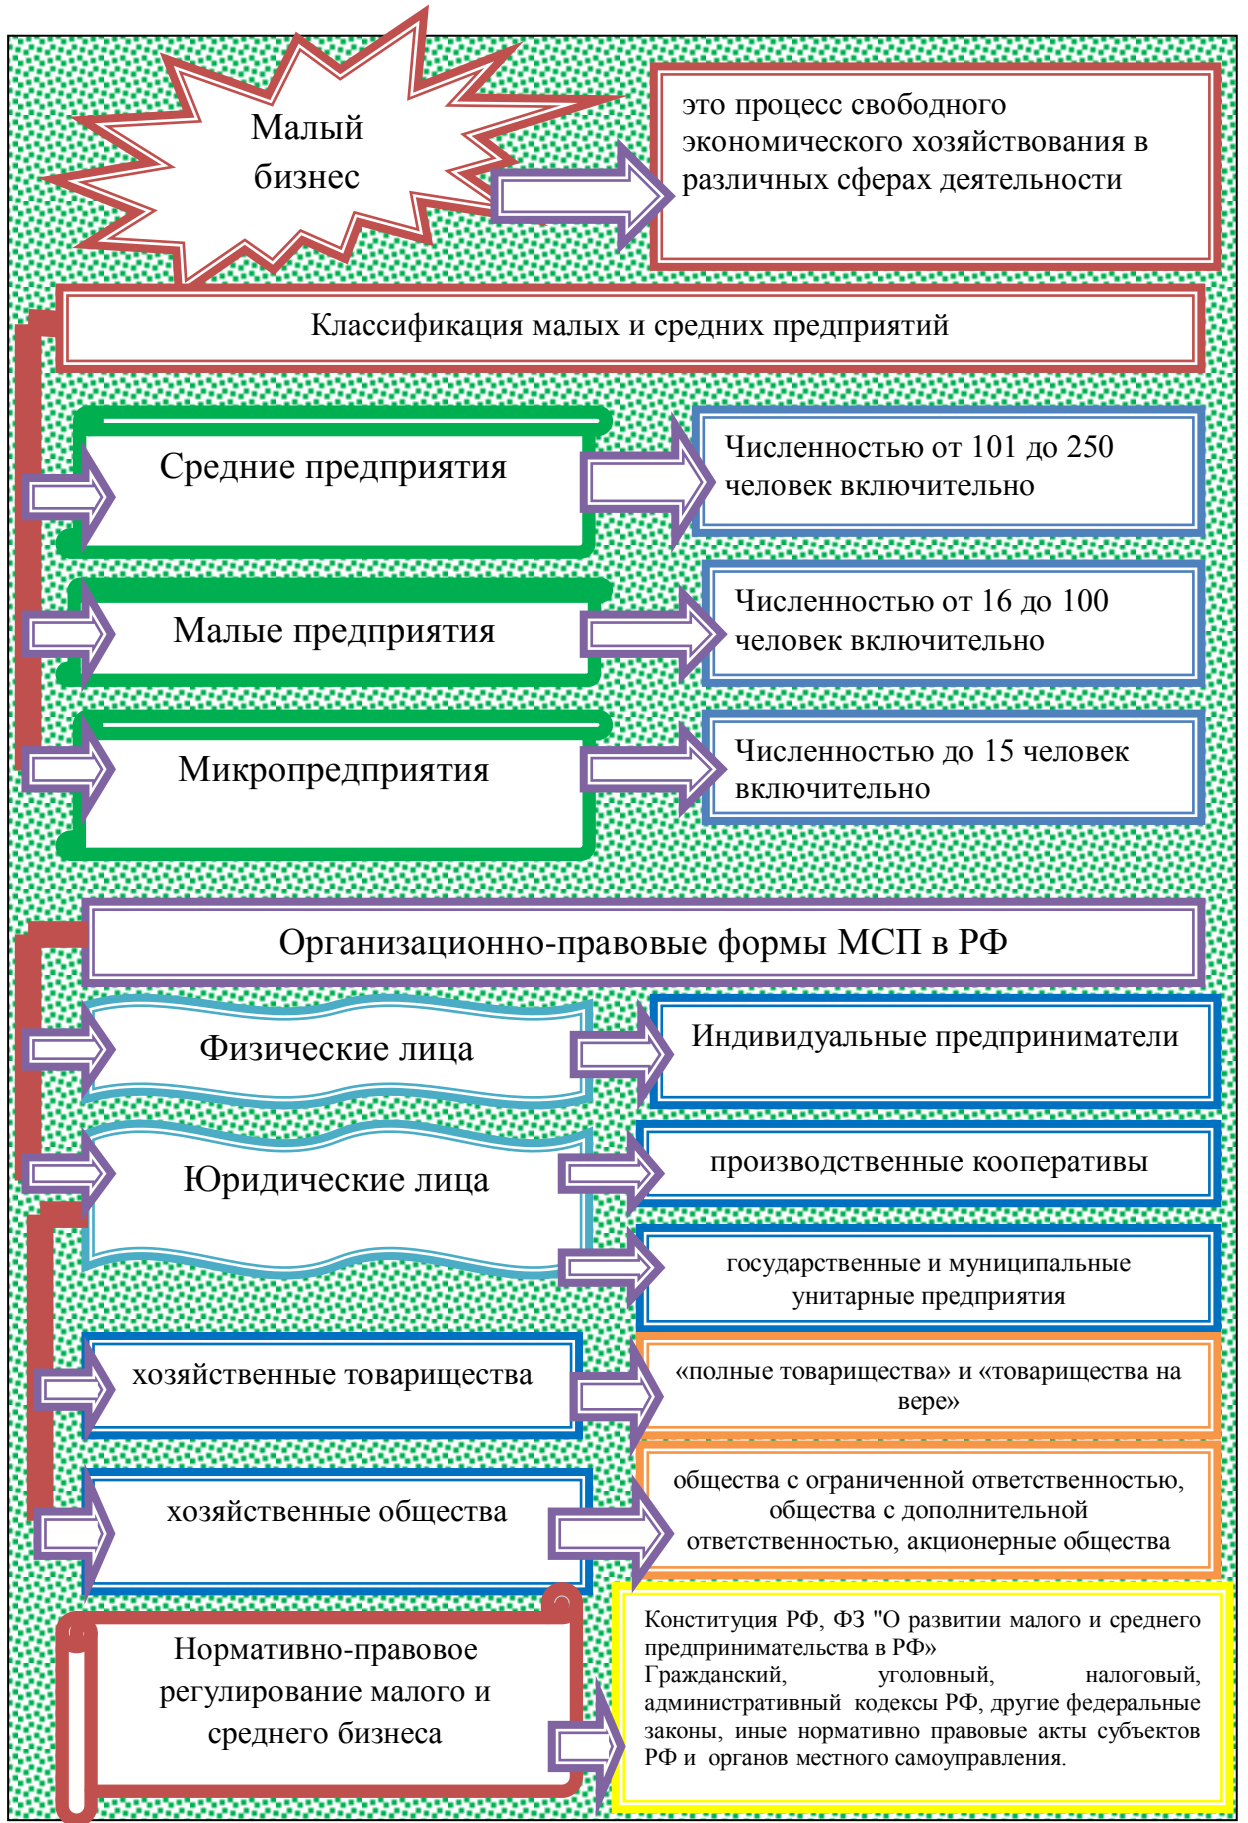 Малый
бизнес
это процесс свободного
экономического хозяйствования в
различных сферах деятельности
Классификация малых и средних предприятий
Средние предприятия
Численностью от 101 до 250
человек включительно
Малые предприятия
Численностью от 16 до 100
человек включительно
Микропредприятия
Численностью до 15 человек
включительно
Организационно-правовые формы МСП в РФ
Физические лица
Индивидуальные предприниматели
Юридические лица
производственные кооперативы
государственные и муниципальные
унитарные предприятия
хозяйственные товарищества
«полные товарищества» и «товарищества на
вере»
хозяйственные общества
общества с ограниченной ответственностью,
общества с дополнительной
ответственностью, акционерные общества
Нормативно-правовое
регулирование малого и
среднего бизнеса
Конституция РФ, ФЗ "О развитии малого и среднего
предпринимательства в РФ»
Гражданский, уголовный, налоговый,
административный кодексы РФ, другие федеральные
законы, иные нормативно правовые акты субъектов
РФ и органов местного самоуправления.